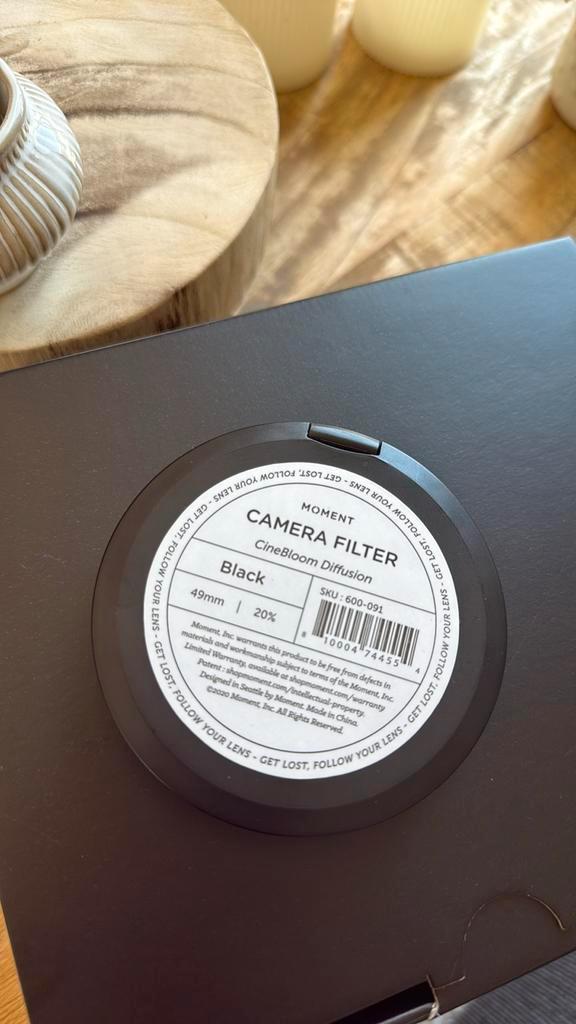 MOMENT
CAMERA FILTER
CineBloom Diffusion
Black
49mm | 20%
SKU : 600-091
8 10004 74455 4
Moment, Inc. warrants this product to be free from defects in
materials and workmanship subject to terms of the Moment, Inc.
Limited Warranty, available at shopmoment.com/warranty
Patent : shopmoment.com/intellectual-property.
Designed in Seattle by Moment. Made in China.
©2020 Moment, Inc. All Rights Reserved.
GET LOST, FOLLOW YOUR LENS - GET LOST, FOLLOW YOUR LENS - GET LOST, FOLLOW YOUR LENS - GET LOST, FOLLOW YOUR LENS - GET LOST, FOLLOW YOUR LENS -